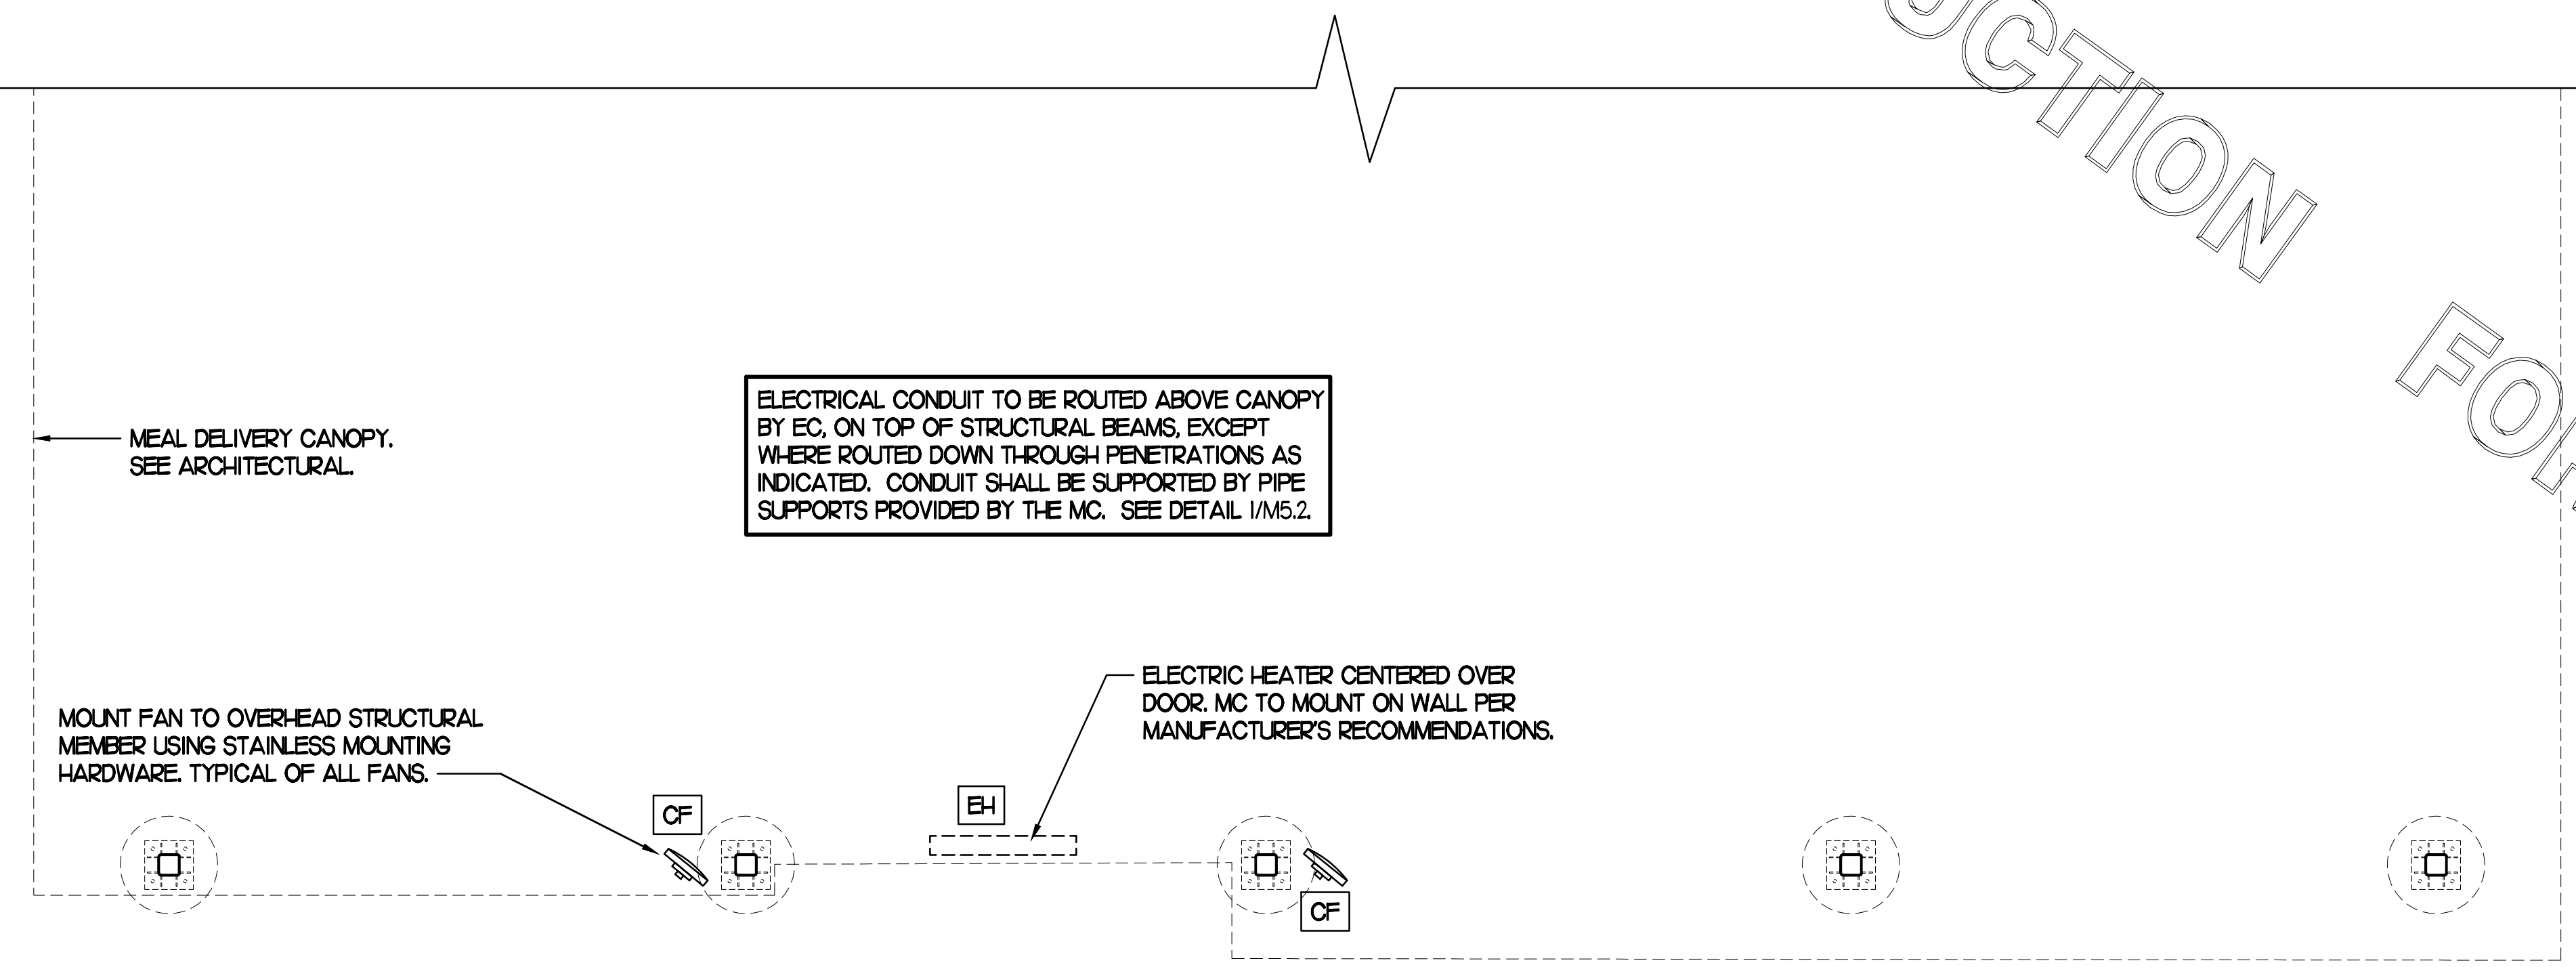 UCTION
FOR
MEAL DELIVERY CANOPY.
SEE ARCHITECTURAL.
ELECTRICAL CONDUIT TO BE ROUTED ABOVE CANOPY
BY EC, ON TOP OF STRUCTURAL BEAMS, EXCEPT
WHERE ROUTED DOWN THROUGH PENETRATIONS AS
INDICATED. CONDUIT SHALL BE SUPPORTED BY PIPE
SUPPORTS PROVIDED BY THE MC. SEE DETAIL 1/M5.2.
ELECTRIC HEATER CENTERED OVER
DOOR. MC TO MOUNT ON WALL PER
MANUFACTURER'S RECOMMENDATIONS.
MOUNT FAN TO OVERHEAD STRUCTURAL
MEMBER USING STAINLESS MOUNTING
HARDWARE. TYPICAL OF ALL FANS.
CF
EH
CF